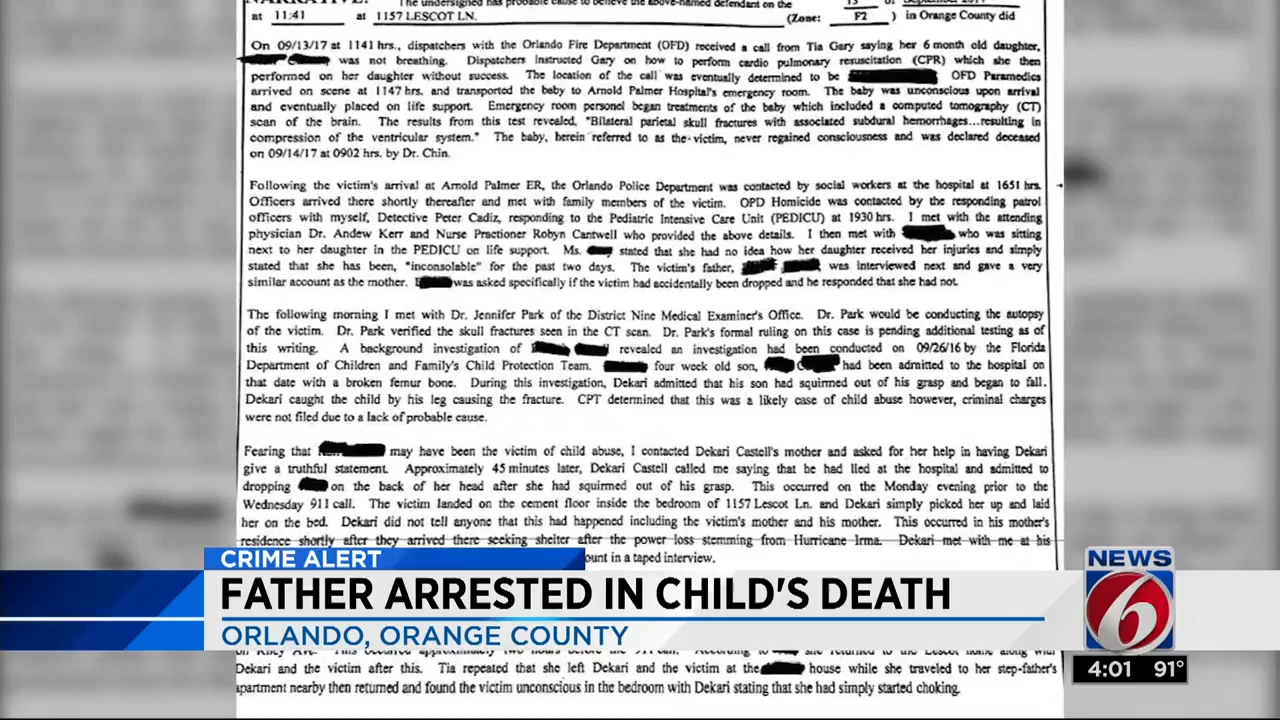 NARRATIVE: The undersigned has probable cause to believe the above-named defendant on the 13 of September
at 11:41 at 1157 LESCOT LN. (Zone: F2 ) in Orange County did
On 09/13/17 at 1141 hrs., dispatchers with the Orlando Fire Department (OFD) received a call from Tia Gary saying her 6 month old daughter,
was not breathing. Dispatchers instructed Gary on how to perform cardio pulmonary resuscitation (CPR) which she then
performed on her daughter without success. The location of the call was eventually determined to be OFD Paramedics
arrived on scene at 1147 hrs. and transported the baby to Arnold Palmer Hospital's emergency room. The baby was unconscious upon arrival
and eventually placed on life support. Emergency room personel began treatments of the baby which included a computed tomography (CT)
scan of the brain. The results from this test revealed, "Bilateral parietal skull fractures with associated subdural hemorrhages...resulting in
compression of the ventricular system." The baby, herein referred to as the victim, never regained consciousness and was declared deceased
on 09/14/17 at 0902 hrs. by Dr. Chin.
Following the victim's arrival at Arnold Palmer ER, the Orlando Police Department was contacted by social workers at the hospital at 1651 hrs.
Officers arrived there shortly thereafter and met with family members of the victim. OPD Homicide was contacted by the responding patrol
officers with myself, Detective Peter Cadiz, responding to the Pediatric Intensive Care Unit (PEDICU) at 1930 hrs. I met with the attending
physician Dr. Andew Kerr and Nurse Practioner Robyn Cantwell who provided the above details. I then met with who was sitting
next to her daughter in the PEDICU on life support. Ms. stated that she had no idea how her daughter received her injuries and simply
stated that she has been, "inconsolable" for the past two days. The victim's father, was interviewed next and gave a very
similar account as the mother. was asked specifically if the victim had accidentally been dropped and he responded that she had not.
The following morning I met with Dr. Jennifer Park of the District Nine Medical Examiner's Office. Dr. Park would be conducting the autopsy
of the victim. Dr. Park verified the skull fractures seen in the CT scan. Dr. Park's formal ruling on this case is pending additional testing as of
this writing. A background investigation of revealed an investigation had been conducted on 09/26/16 by the Florida
Department of Children and Family's Child Protection Team. four week old son, had been admitted to the hospital on
that date with a broken femur bone. During this investigation, Dekari admitted that his son had squirmed out of his grasp and began to fall.
Dekari caught the child by his leg causing the fracture. CPT determined that this was a likely case of child abuse however, criminal charges
were not filed due to a lack of probable cause.
Fearing that may have been the victim of child abuse, I contacted Dekari Castell's mother and asked for her help in having Dekari
give a truthful statement. Approximately 45 minutes later, Dekari Castell called me saying that he had lied at the hospital and admitted to
dropping on the back of her head after she had squirmed out of his grasp. This occurred on the Monday evening prior to the
Wednesday 911 call. The victim landed on the cement floor inside the bedroom of 1157 Lescot Ln. and Dekari simply picked her up and laid
her on the bed. Dekari did not tell anyone that this had happened including the victim's mother and his mother. This occurred in his mother's
residence shortly after they arrived there seeking shelter after the power loss stemming from Hurricane Irma. Dekari met with me at his
ount in a taped interview.
CRIME ALERT
FATHER ARRESTED IN CHILD'S DEATH
ORLANDO, ORANGE COUNTY
NEWS
6
4:01 91°
she returned to the Lescot home along with
Dekari and the victim after this. Tia repeated that she left Dekari and the victim at the house while she traveled to her step-father's
apartment nearby then returned and found the victim unconscious in the bedroom with Dekari stating that she had simply started choking.